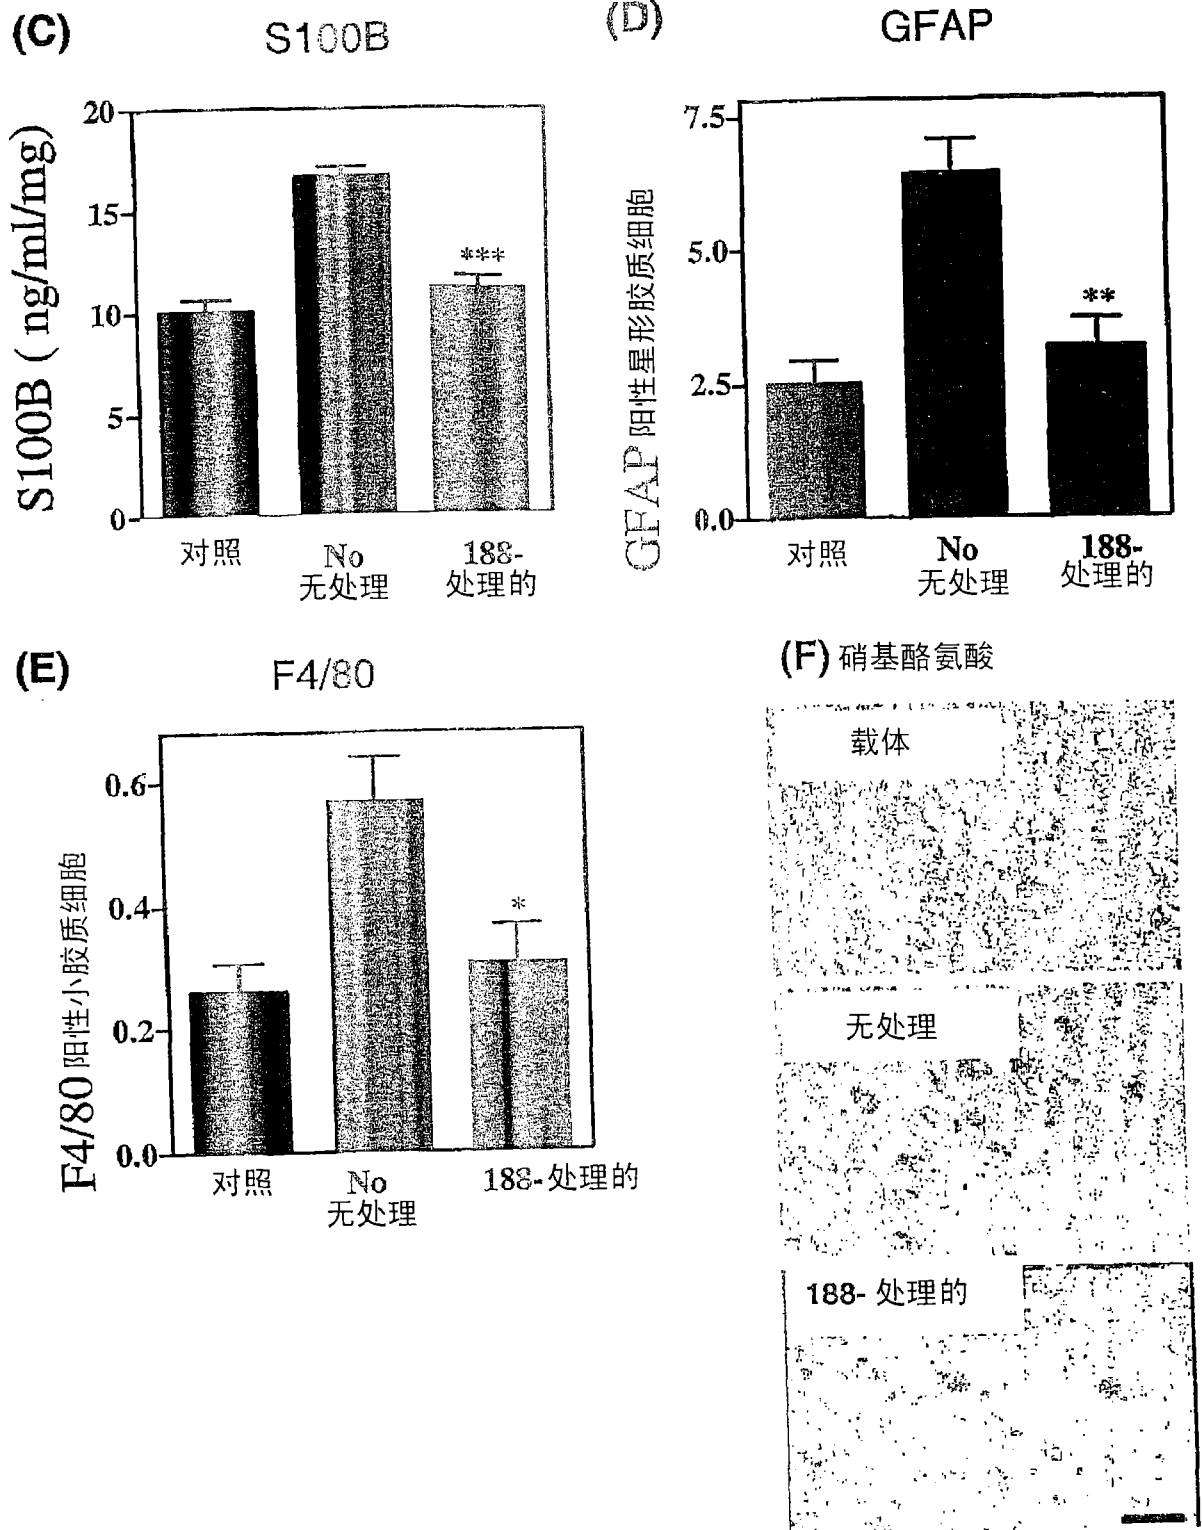 (C)
S100B
20
15
10
5
0
S100B ( ng/ml/mg)
***
对照
No
无处理
188-
处理的
(D)
GFAP
7.5
5.0
2.5
0.0
GFAP 阳性星形胶质细胞
**
对照
No
无处理
188-
处理的
(E)
F4/80
0.6
0.4
0.2
0.0
F4/80 阳性小胶质细胞
*
对照
No
无处理
188-处理的
(F) 硝基酪氨酸
载体
无处理
188- 处理的